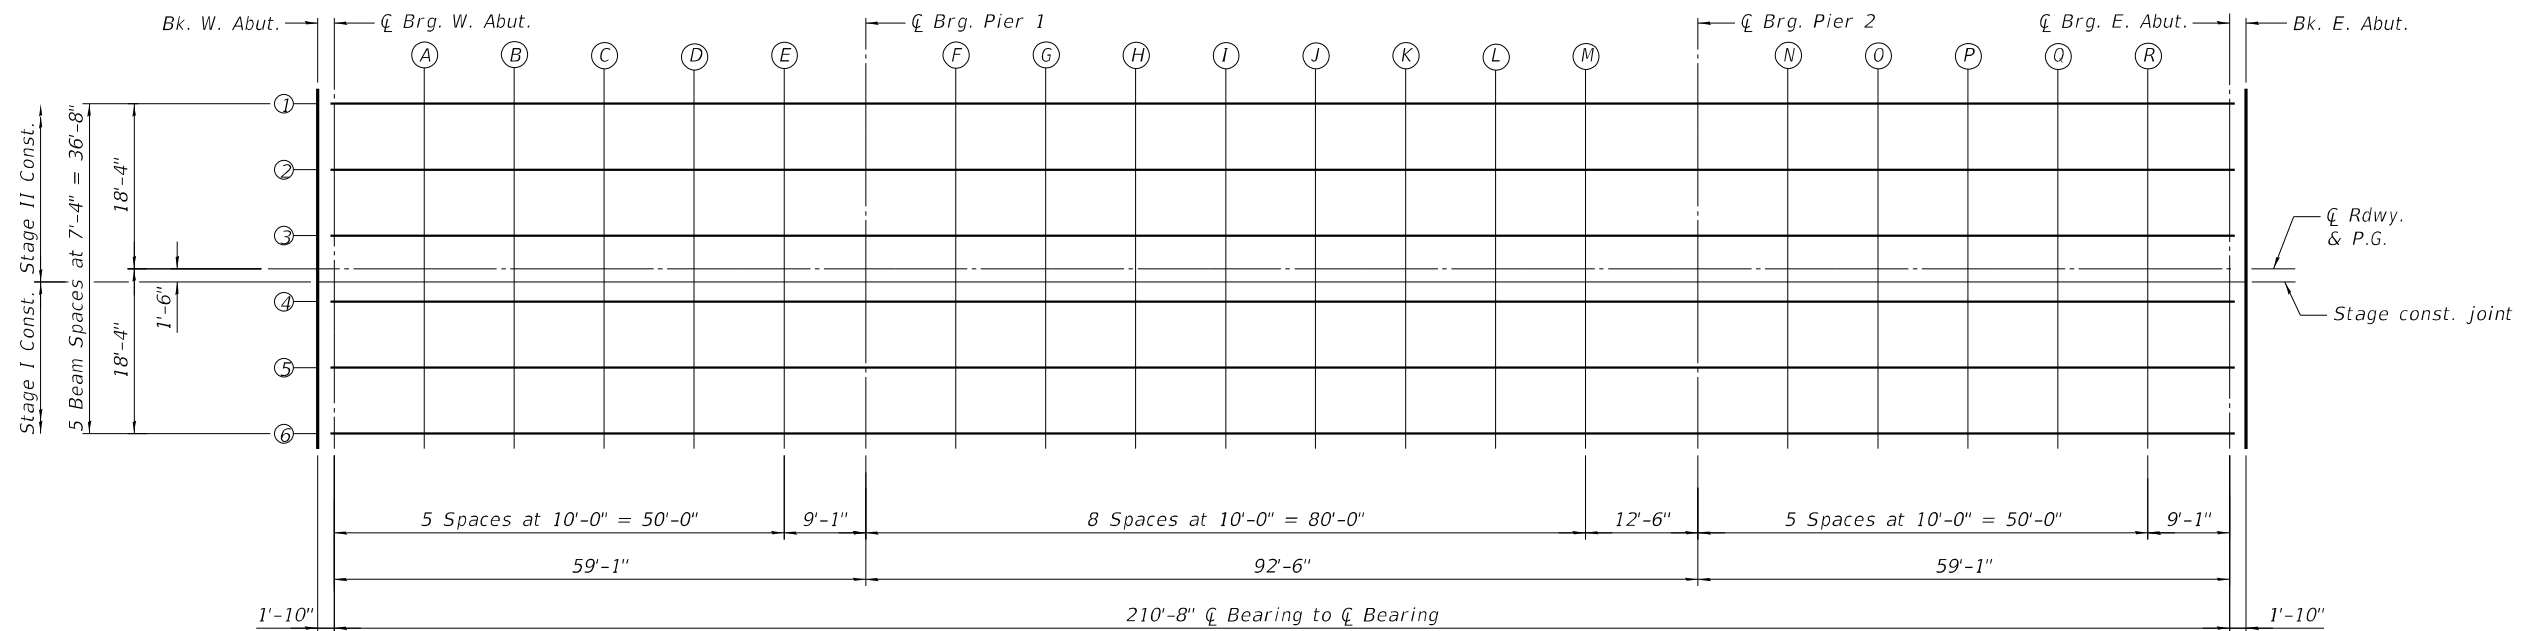 Bk. W. Abut.
℄ Brg. W. Abut.
℄ Brg. Pier 1
℄ Brg. Pier 2
℄ Brg. E. Abut.
Bk. E. Abut.
A B C D E F G H I J K L M N O P Q R
1
2
3
4
5
6
Stage II Const.
Stage I Const.
5 Beam Spaces at 7'-4" = 36'-8"
18'-4"
18'-4"
1'-6"
℄ Rdwy.
& P.G.
Stage const. joint
5 Spaces at 10'-0" = 50'-0"
9'-1"
8 Spaces at 10'-0" = 80'-0"
12'-6"
5 Spaces at 10'-0" = 50'-0"
9'-1"
59'-1"
92'-6"
59'-1"
1'-10"
210'-8" ℄ Bearing to ℄ Bearing
1'-10"